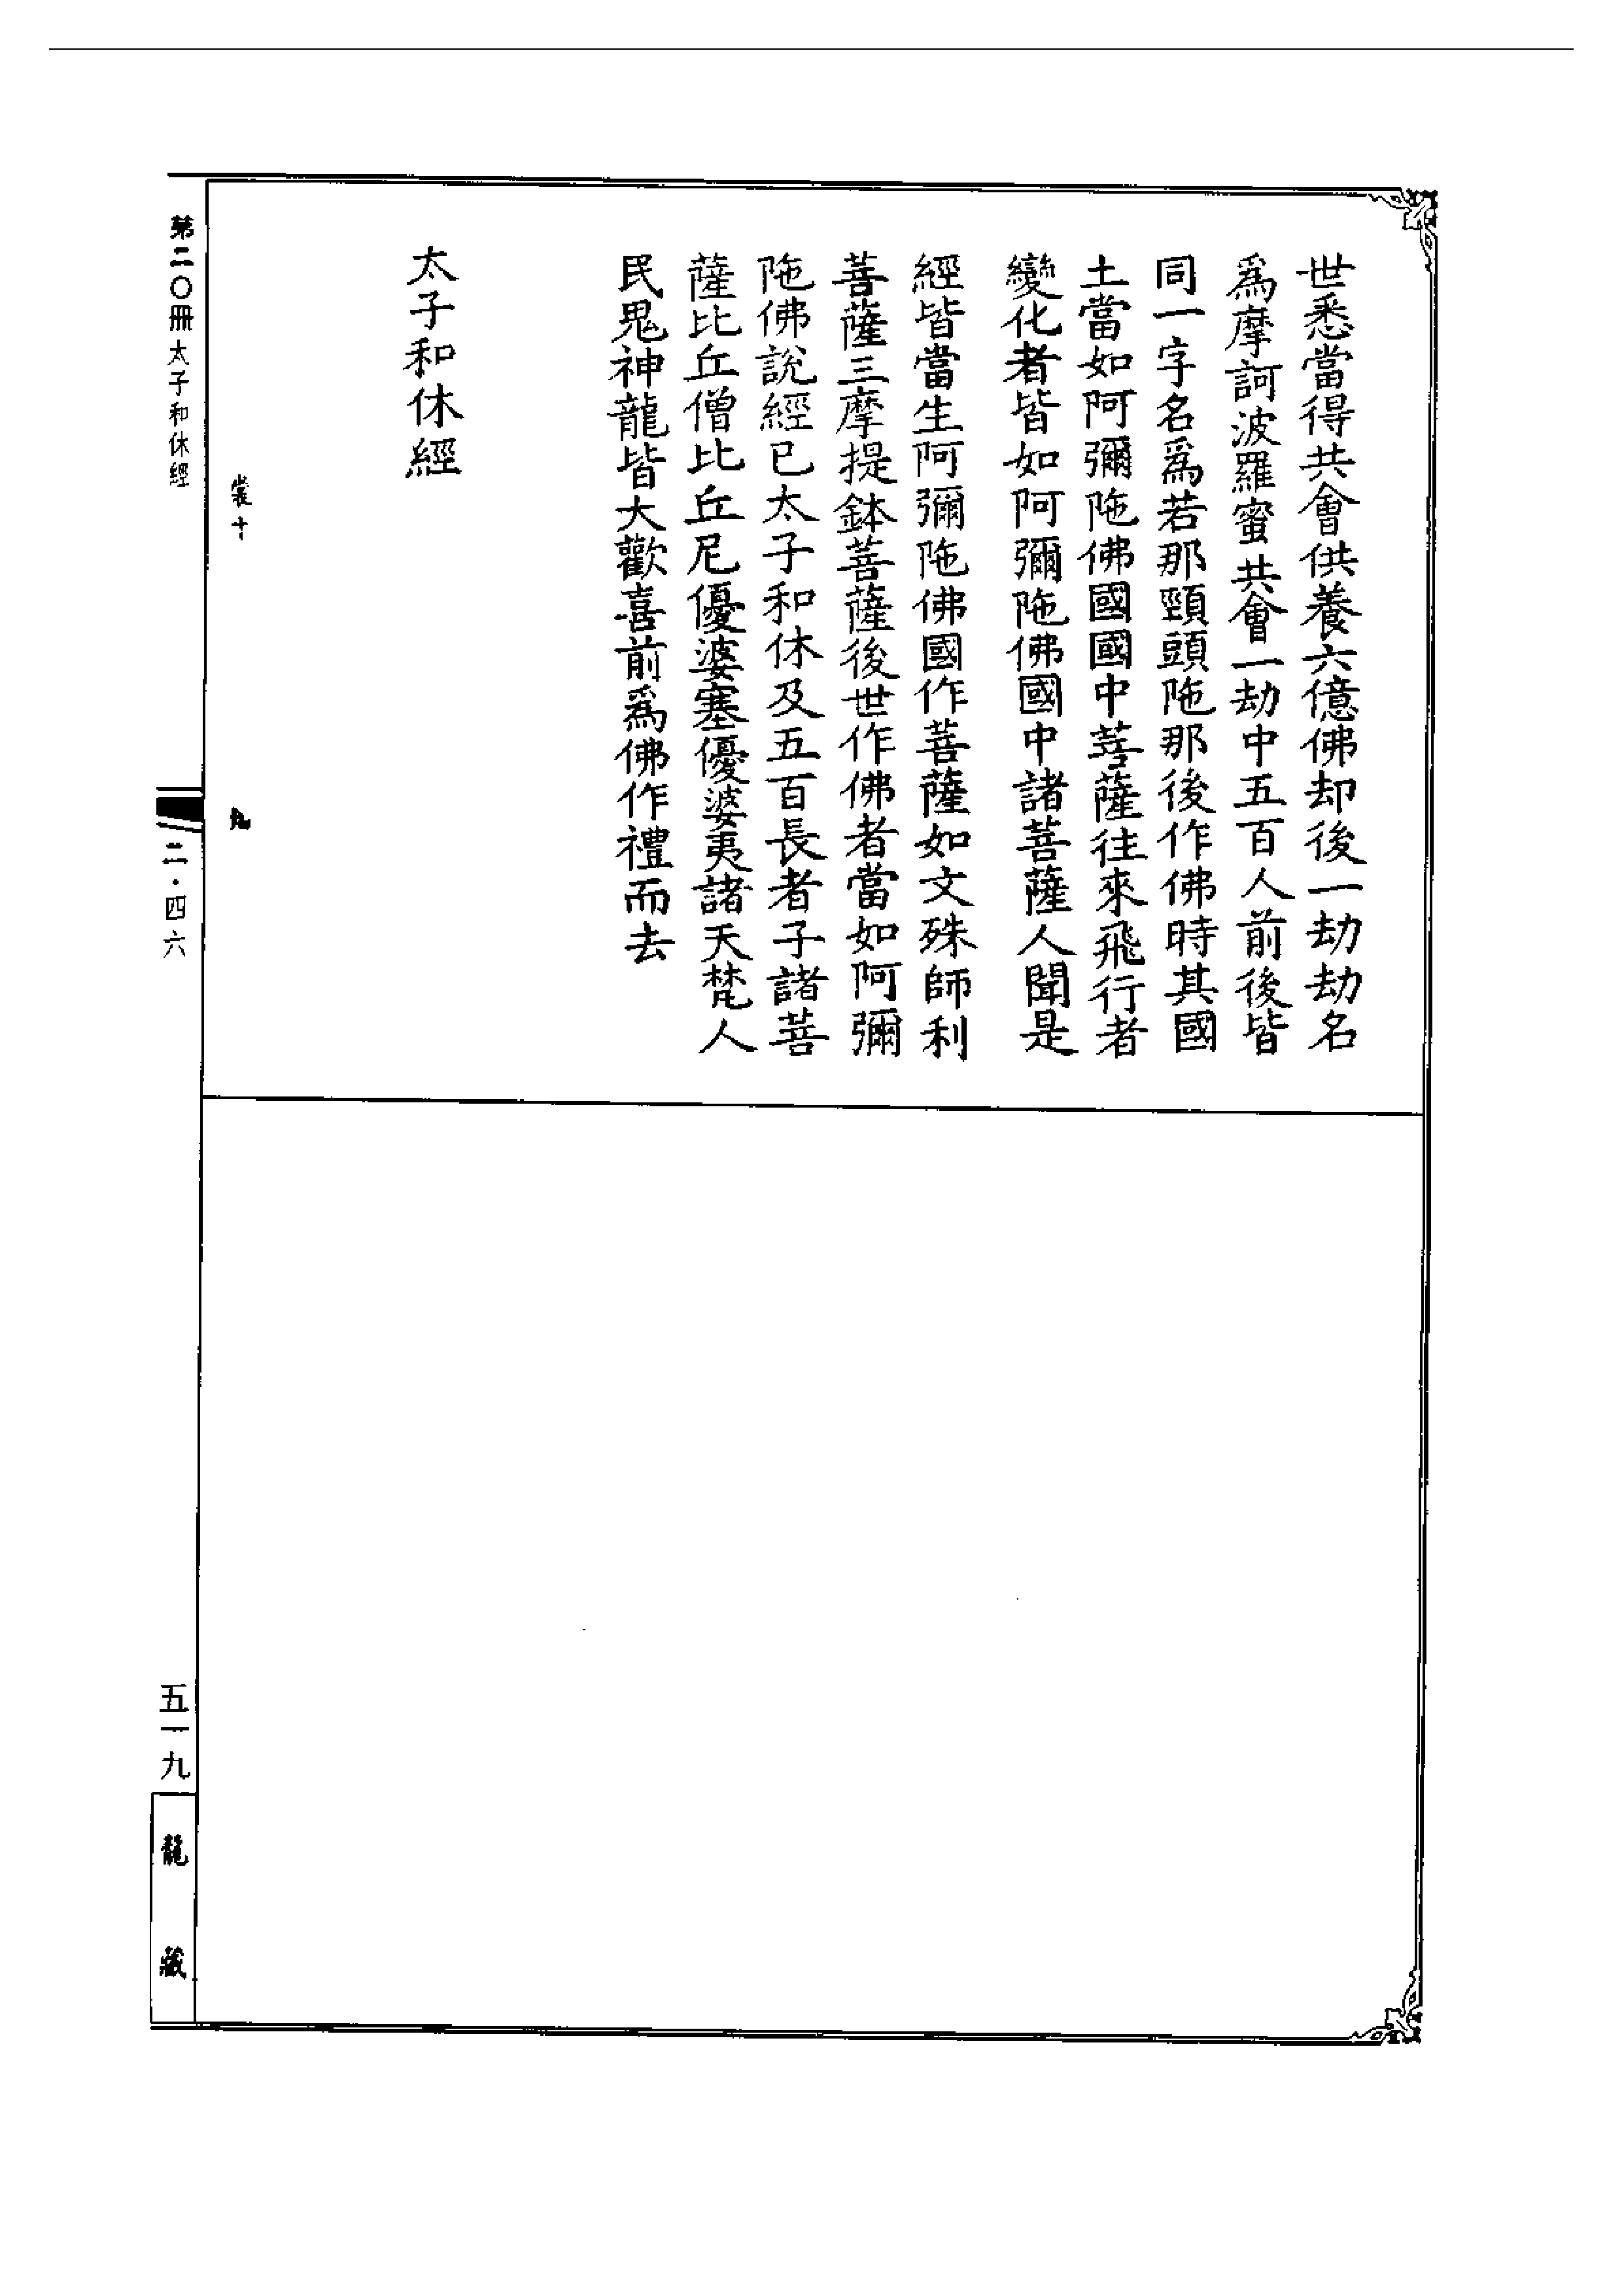 世悉當得共會供養六億佛却後一劫劫名
爲摩訶波羅蜜共會一劫中五百人前後皆
同一字名爲若那頸頭陁那後作佛時其國
土當如阿彌陁佛國國中菩薩往來飛行者
變化者皆如阿彌陁佛國中諸菩薩人聞是
經皆當生阿彌陁佛國作菩薩如文殊師利
菩薩三摩提鉢菩薩後世作佛者當如阿彌
陁佛說經已太子和休及五百長者子諸菩
薩比丘僧比丘尼優婆塞優婆夷諸天梵人
民鬼神龍皆大歡喜前爲佛作禮而去
太子和休經
裳十
九
第二〇冊 太子和休經
二・四六
五一九
龍藏